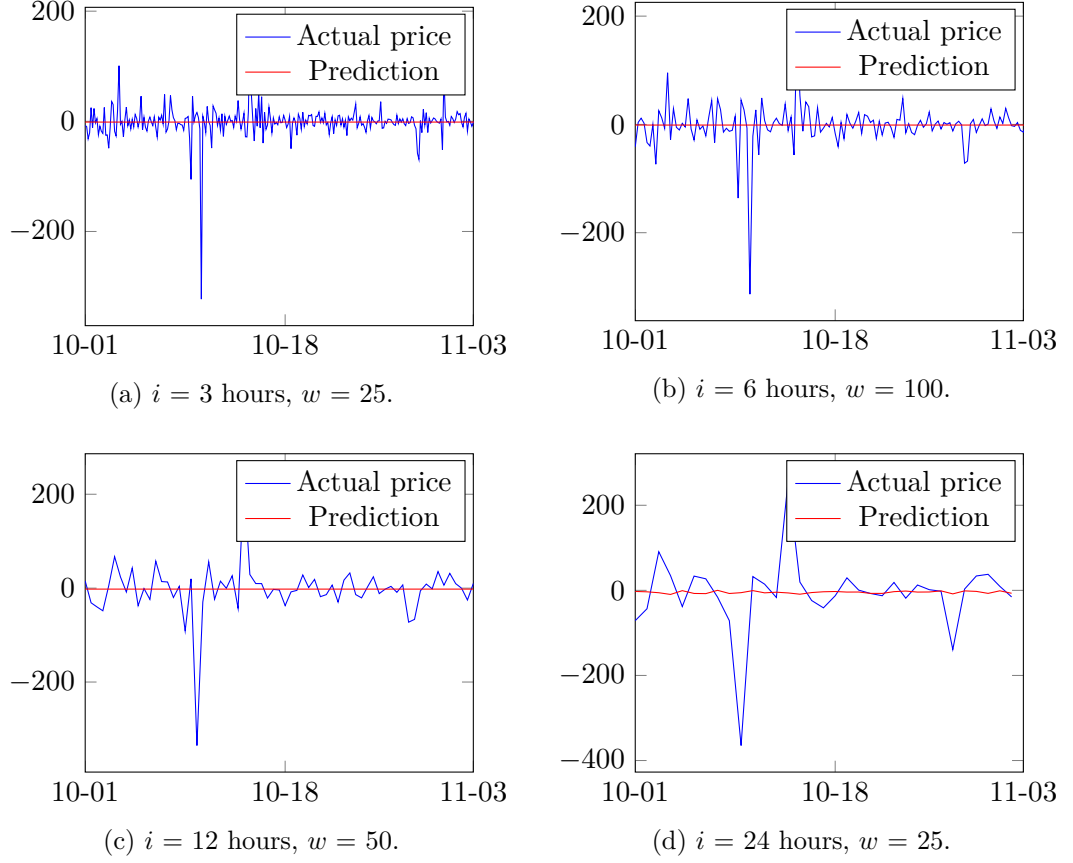 200
0
−200
10-01 10-18 11-03
Actual price
Prediction
(a) i = 3 hours, w = 25.
200
0
−200
10-01 10-18 11-03
Actual price
Prediction
(b) i = 6 hours, w = 100.
200
0
−200
10-01 10-18 11-03
Actual price
Prediction
(c) i = 12 hours, w = 50.
200
0
−200
−400
10-01 10-18 11-03
Actual price
Prediction
(d) i = 24 hours, w = 25.